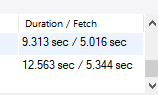 Duration / Fetch
9.313 sec / 5.016 sec
12.563 sec / 5.344 sec